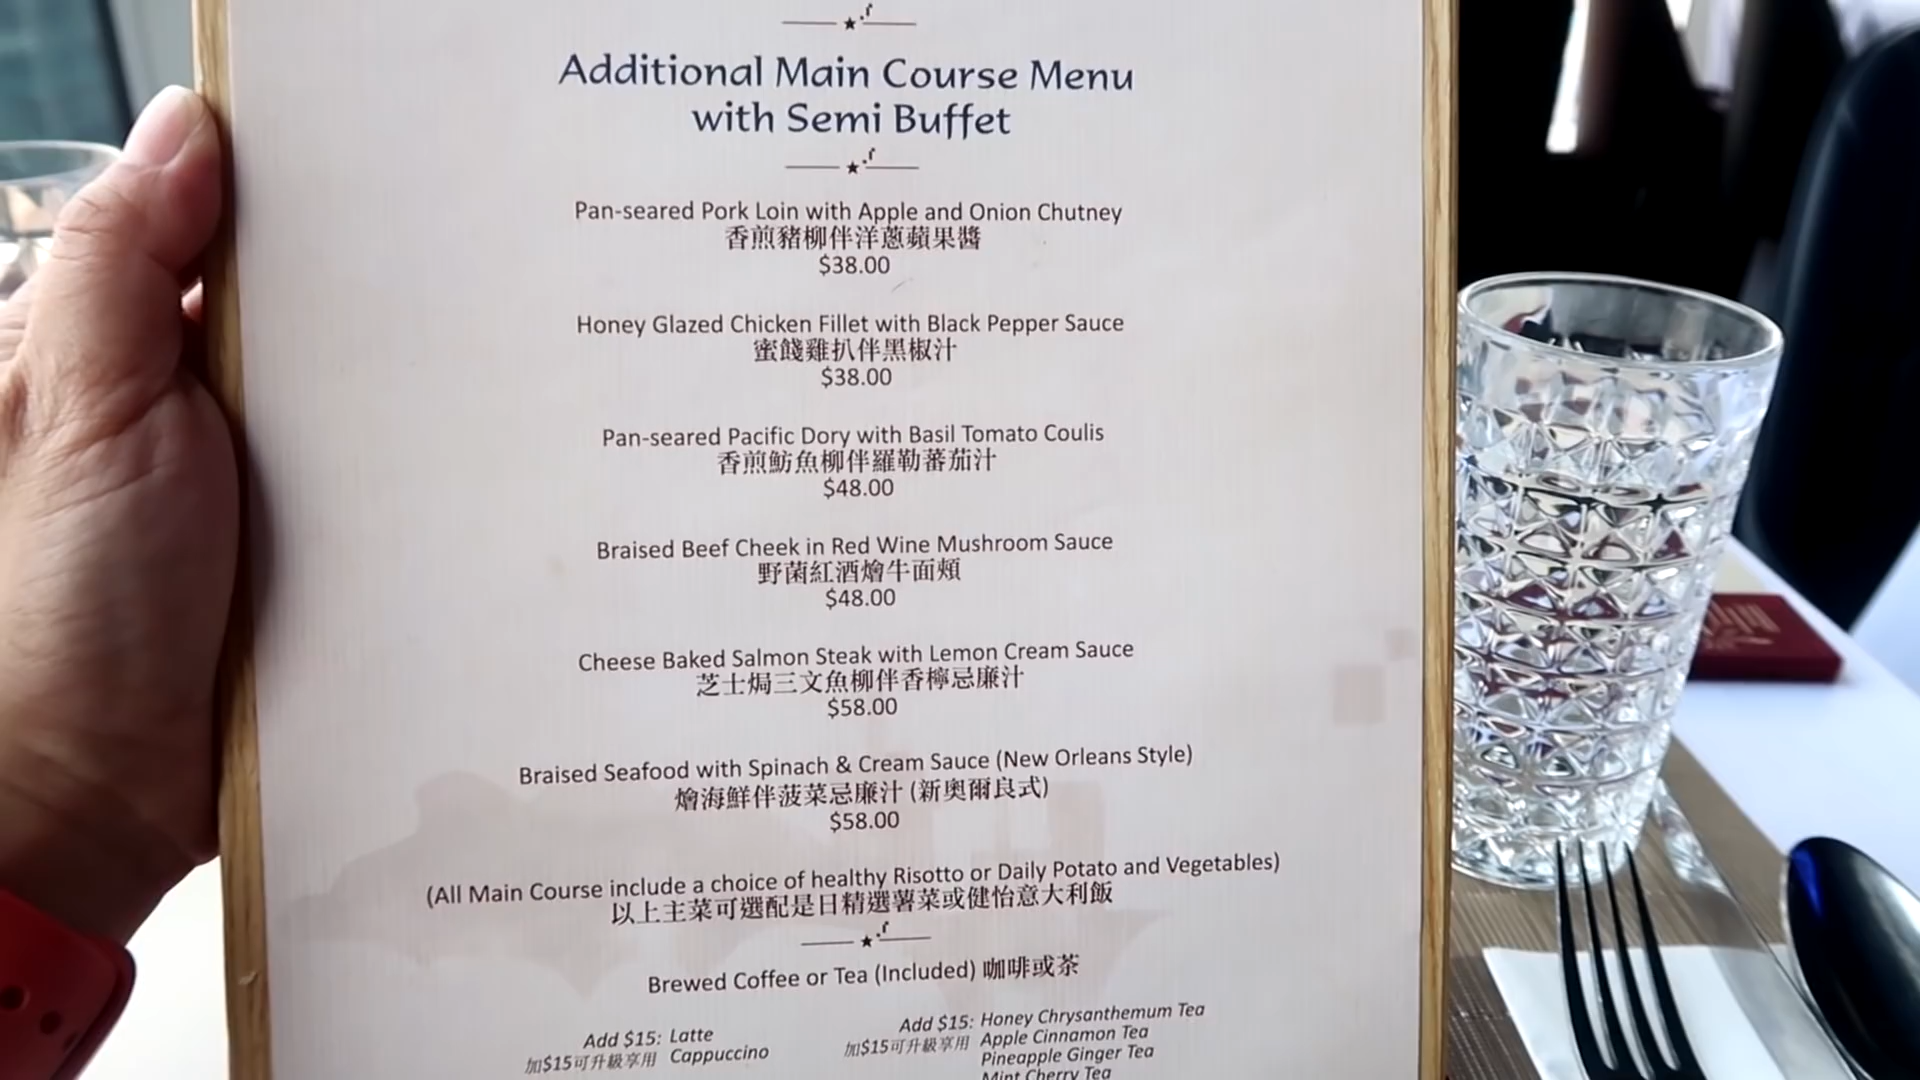 Additional Main Course Menu
with Semi Buffet
Pan-seared Pork Loin with Apple and Onion Chutney
香煎豬柳伴洋蔥蘋果醬
$38.00
Honey Glazed Chicken Fillet with Black Pepper Sauce
蜜餞雞扒伴黑椒汁
$38.00
Pan-seared Pacific Dory with Basil Tomato Coulis
香煎魴魚柳伴羅勒蕃茄汁
$48.00
Braised Beef Cheek in Red Wine Mushroom Sauce
野菌紅酒燴牛面頰
$48.00
Cheese Baked Salmon Steak with Lemon Cream Sauce
芝士焗三文魚柳伴香檸忌廉汁
$58.00
Braised Seafood with Spinach & Cream Sauce (New Orleans Style)
燴海鮮伴菠菜忌廉汁 (新奧爾良式)
$58.00
(All Main Course include a choice of healthy Risotto or Daily Potato and Vegetables)
以上主菜可選配是日精選薯菜或健怡意大利飯
Brewed Coffee or Tea (Included) 咖啡或茶
Add $15: Latte
加$15可升級享用 Cappuccino
Add $15: Honey Chrysanthemum Tea
加$15可升級享用 Apple Cinnamon Tea
Pineapple Ginger Tea
Mint Cherry Tea